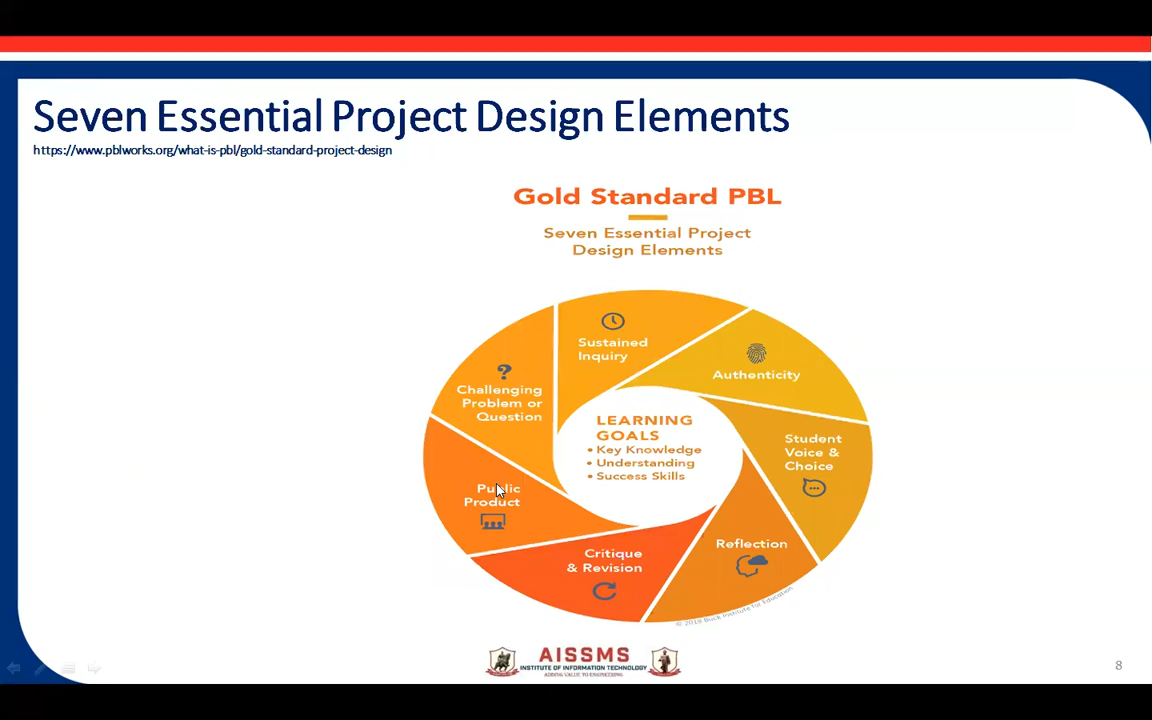 Seven Essential Project Design Elements
https://www.pblworks.org/what-is-pbl/gold-standard-project-design
Gold Standard PBL
Seven Essential Project
Design Elements
Sustained
Inquiry
Authenticity
?
Challenging
Problem or
Question
LEARNING
GOALS
• Key Knowledge
• Understanding
• Success Skills
Student
Voice &
Choice
Public
Product
Reflection
Critique
& Revision
© 2018 Buck Institute for Education
AISSMS
INSTITUTE OF INFORMATION TECHNOLOGY
ADDING VALUE TO ENGINEERING
8